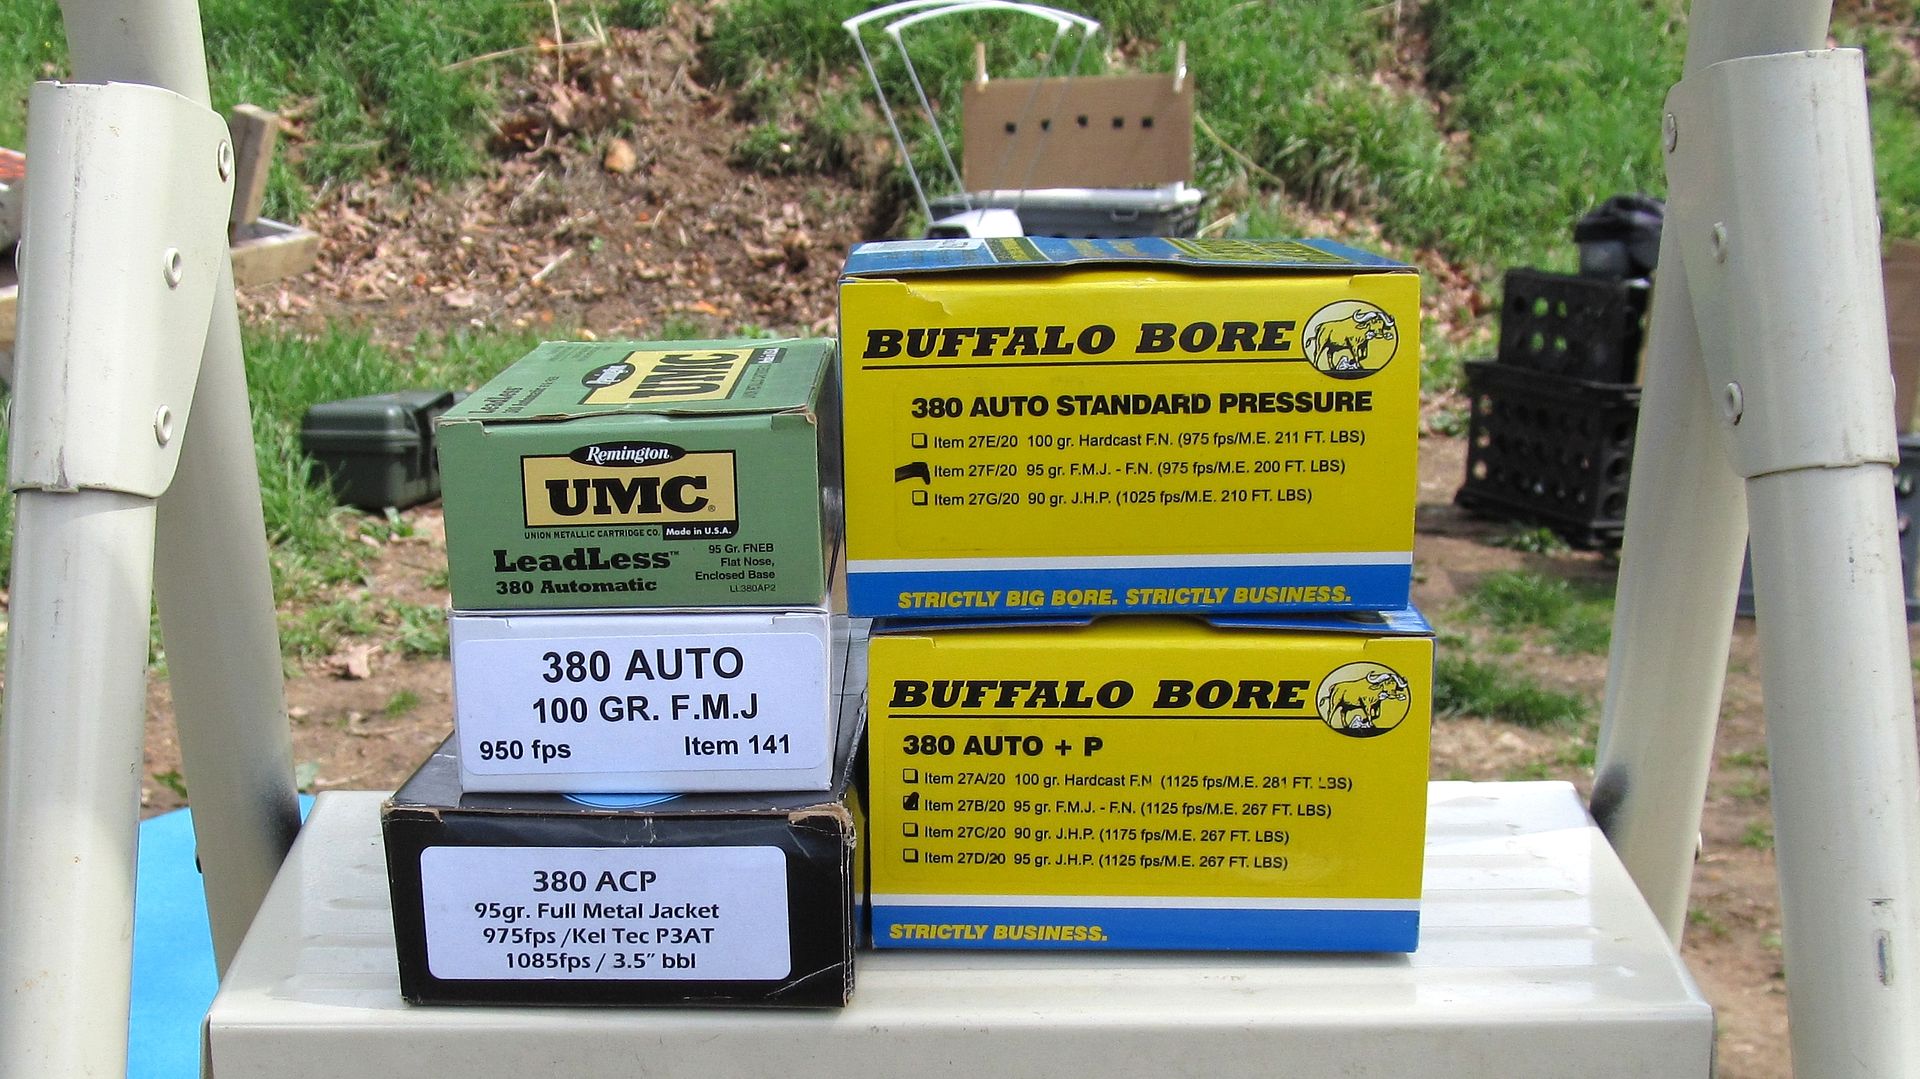 LeadLess
UMC
Remington
UMC®
UNION METALLIC CARTRIDGE CO. Made in U.S.A.
LeadLess™
380 Automatic
95 Gr. FNEB
Flat Nose,
Enclosed Base
LL380AP2
380 AUTO
100 GR. F.M.J
950 fps Item 141
380 ACP
95gr. Full Metal Jacket
975fps /Kel Tec P3AT
1085fps / 3.5" bbl
BUFFALO BORE
380 AUTO STANDARD PRESSURE
Item 27E/20 100 gr. Hardcast F.N. (975 fps/M.E. 211 FT. LBS)
Item 27F/20 95 gr. F.M.J. - F.N. (975 fps/M.E. 200 FT. LBS)
Item 27G/20 90 gr. J.H.P. (1025 fps/M.E. 210 FT. LBS)
STRICTLY BIG BORE. STRICTLY BUSINESS.
BUFFALO BORE
380 AUTO + P
Item 27A/20 100 gr. Hardcast F.N (1125 fps/M.E. 281 FT. LBS)
Item 27B/20 95 gr. F.M.J. - F.N. (1125 fps/M.E. 267 FT. LBS)
Item 27C/20 90 gr. J.H.P. (1175 fps/M.E. 267 FT. LBS)
Item 27D/20 95 gr. J.H.P. (1125 fps/M.E. 267 FT. LBS)
STRICTLY BUSINESS.